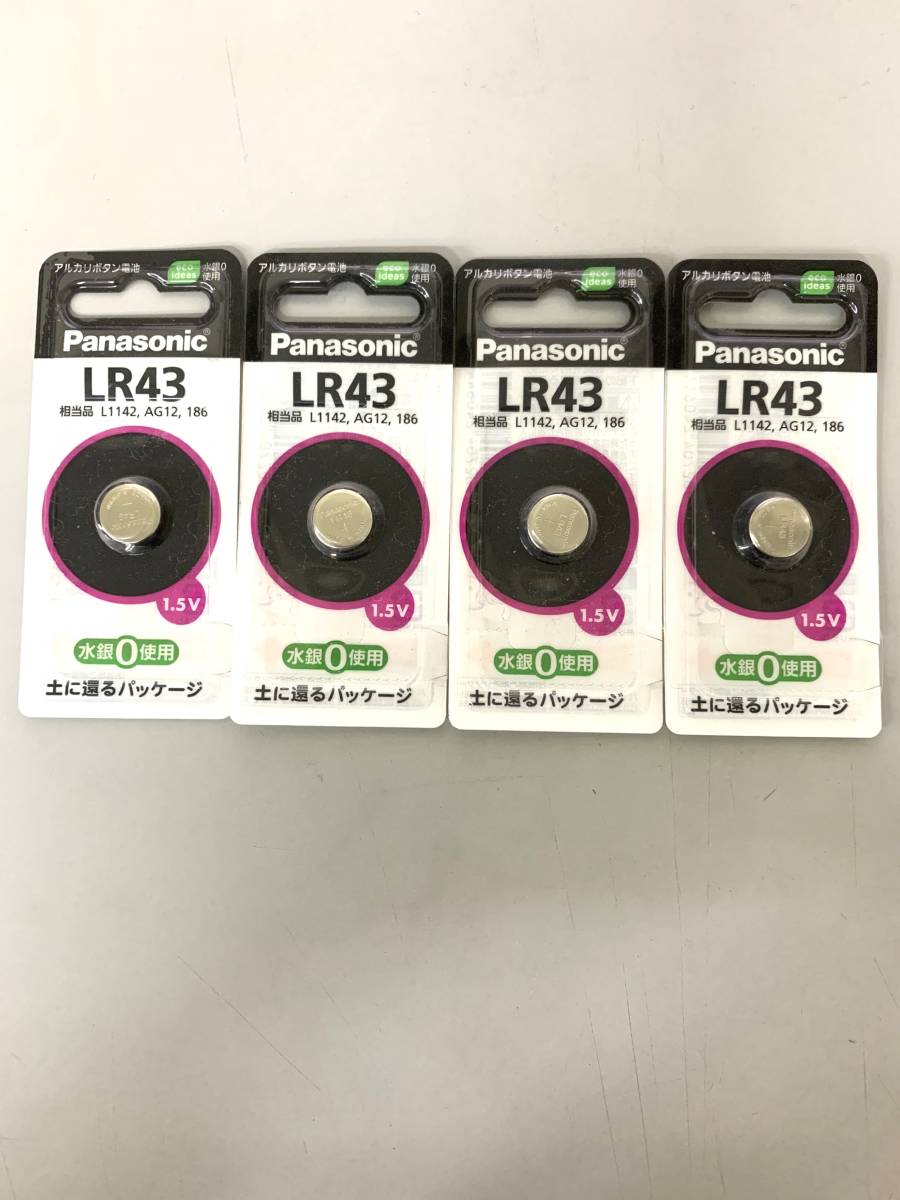 アルカリボタン電池
eco ideas
水銀0
使用
Panasonic®
LR43
相当品 L1142, AG12, 186
1.5V
水銀0使用
土に還るパッケージ
アルカリボタン電池
eco ideas
水銀0
使用
Panasonic
LR43
相当品 L1142, AG12, 186
Panasonic
1.5V
水銀0使用
土に還るパッケージ
アルカリボタン電池
eco ideas
水銀0
使用
Panasonic
LR43
相当品 L1142, AG12, 186
Panasonic
1.5V
水銀0使用
土に還るパッケージ
アルカリボタン電池
eco ideas
水銀0
使用
Panasonic
LR43
相当品 L1142, AG12, 186
LR43
1.5V
水銀0使用
土に還るパッケージ